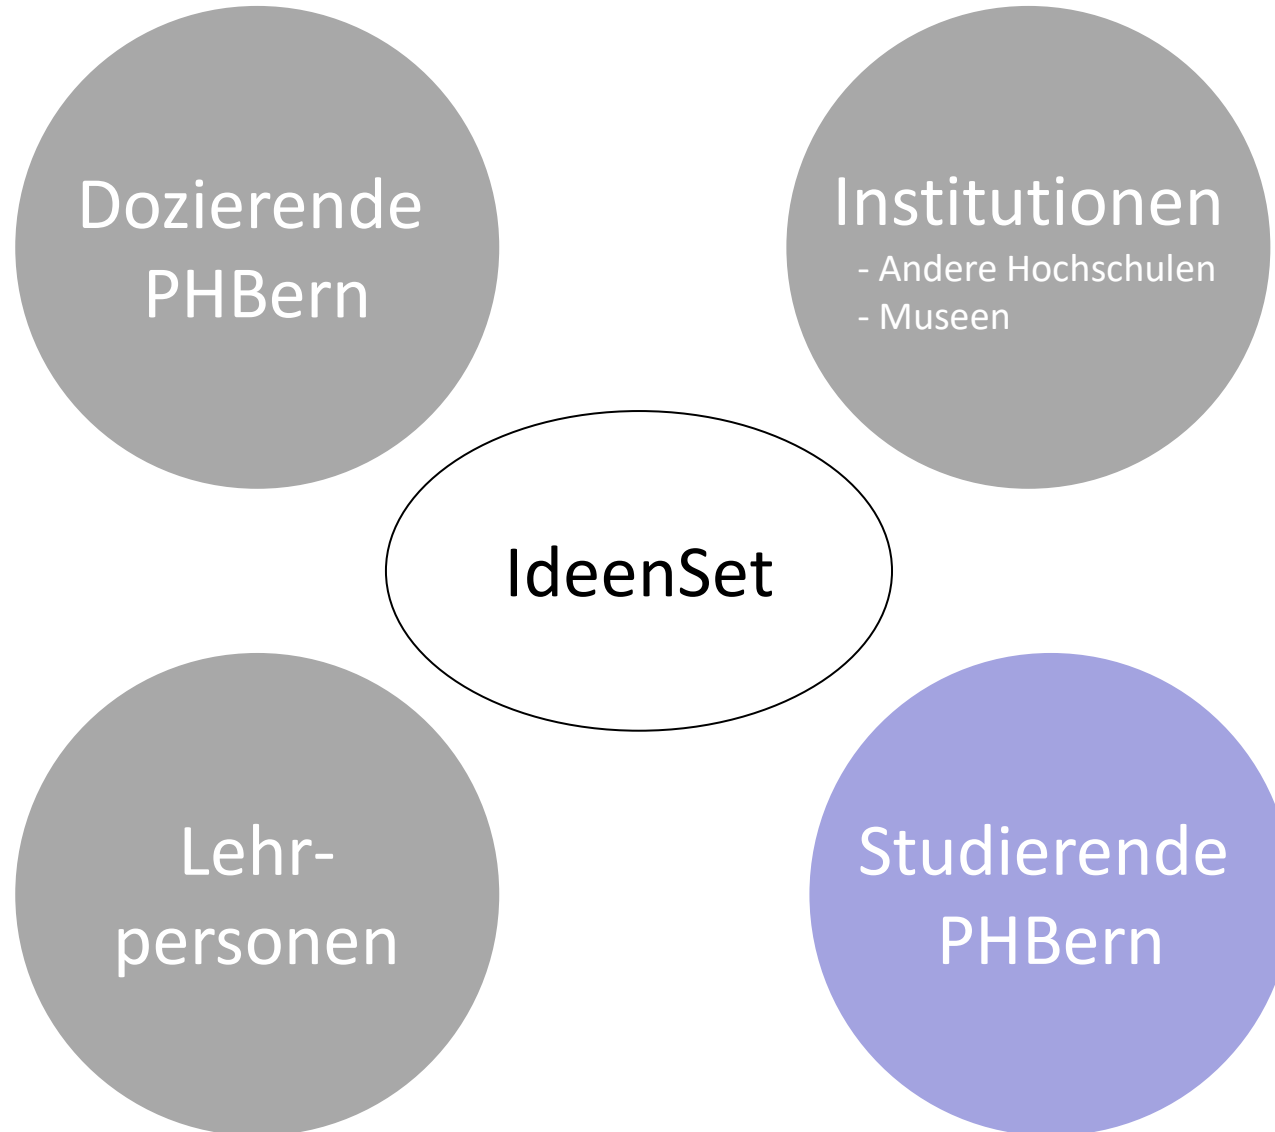 Dozierende
PHBern
Institutionen
- Andere Hochschulen
- Museen
IdeenSet
Lehr-
personen
Studierende
PHBern